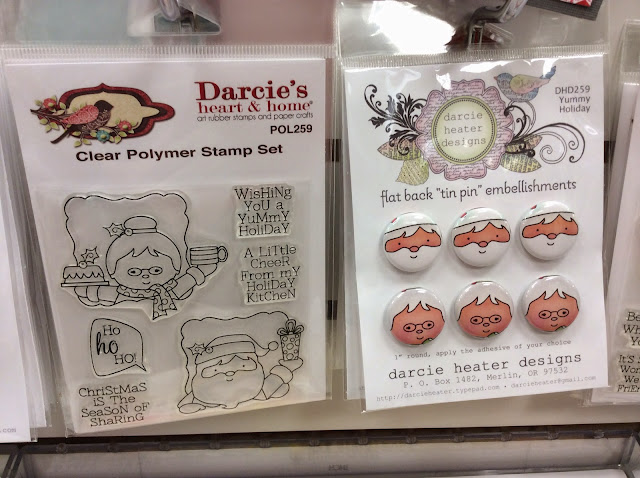 Darcie's
heart & home®
art rubber stamps and paper crafts
POL259
Clear Polymer Stamp Set
WiSHiNg
YoU a
YuMmY
HoliDaY
A LiTtle
CheeR
From mY
HoliDaY
KitCheN
Ho
ho
Ho!
ChriStMas
iS The
SeaSoN oF
ShaRiNg
DHD259
Yummy
Holiday
darcie
heater
designs
flat back "tin pin" embellishments
1" round, apply the adhesive of your choice
darcie heater designs
P. O. Box 1482, Merlin, OR 97532
http://darcieheater.typepad.com • darcieheater@gmail.com